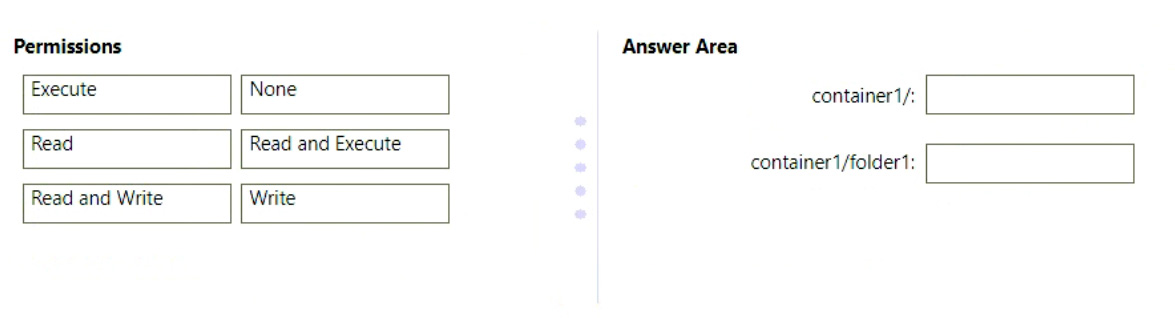 Permissions
Execute
None
Read
Read and Execute
Read and Write
Write
Answer Area
container1/:
container1/folder1: